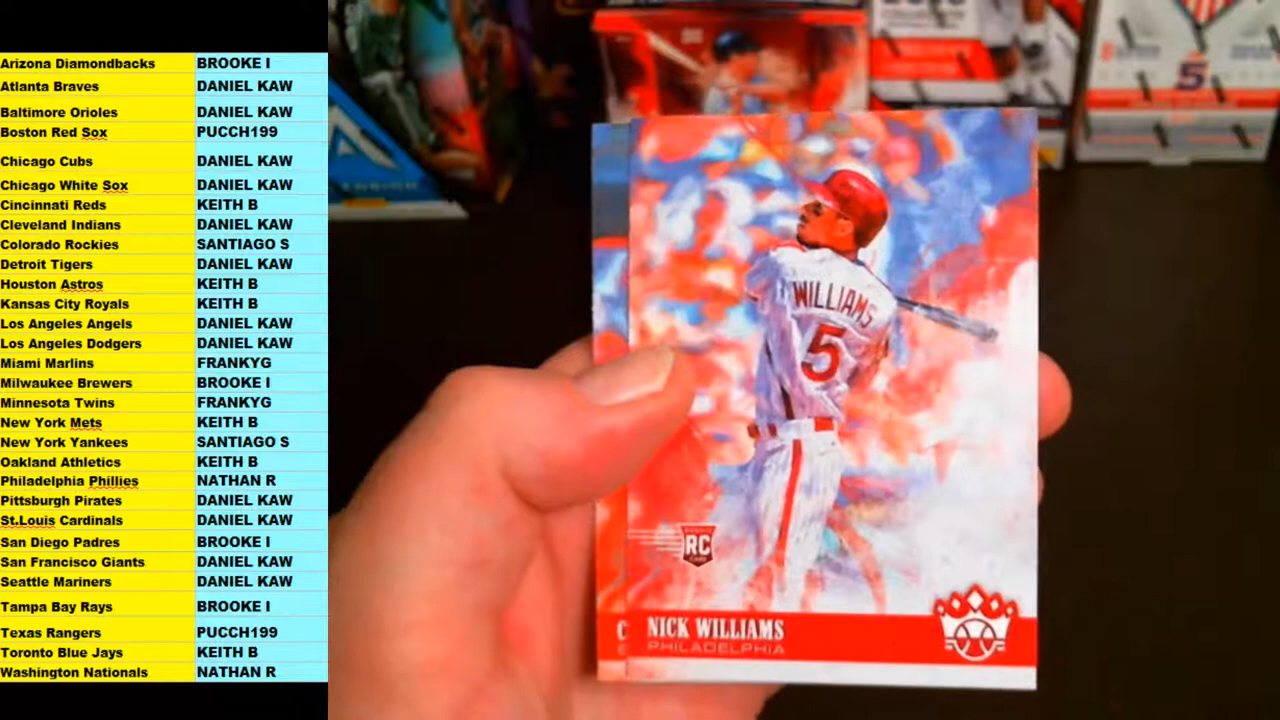 Arizona Diamondbacks BROOKE I
Atlanta Braves DANIEL KAW
Baltimore Orioles DANIEL KAW
Boston Red Sox PUCCH199
Chicago Cubs DANIEL KAW
Chicago White Sox DANIEL KAW
Cincinnati Reds KEITH B
Cleveland Indians DANIEL KAW
Colorado Rockies SANTIAGO S
Detroit Tigers DANIEL KAW
Houston Astros KEITH B
Kansas City Royals KEITH B
Los Angeles Angels DANIEL KAW
Los Angeles Dodgers DANIEL KAW
Miami Marlins FRANKYG
Milwaukee Brewers BROOKE I
Minnesota Twins FRANKYG
New York Mets KEITH B
New York Yankees SANTIAGO S
Oakland Athletics KEITH B
Philadelphia Phillies NATHAN R
Pittsburgh Pirates DANIEL KAW
St.Louis Cardinals DANIEL KAW
San Diego Padres BROOKE I
San Francisco Giants DANIEL KAW
Seattle Mariners DANIEL KAW
Tampa Bay Rays BROOKE I
Texas Rangers PUCCH199
Toronto Blue Jays KEITH B
Washington Nationals NATHAN R
5
WILLIAMS
5
RC
C
NICK WILLIAMS
PHILADELPHIA